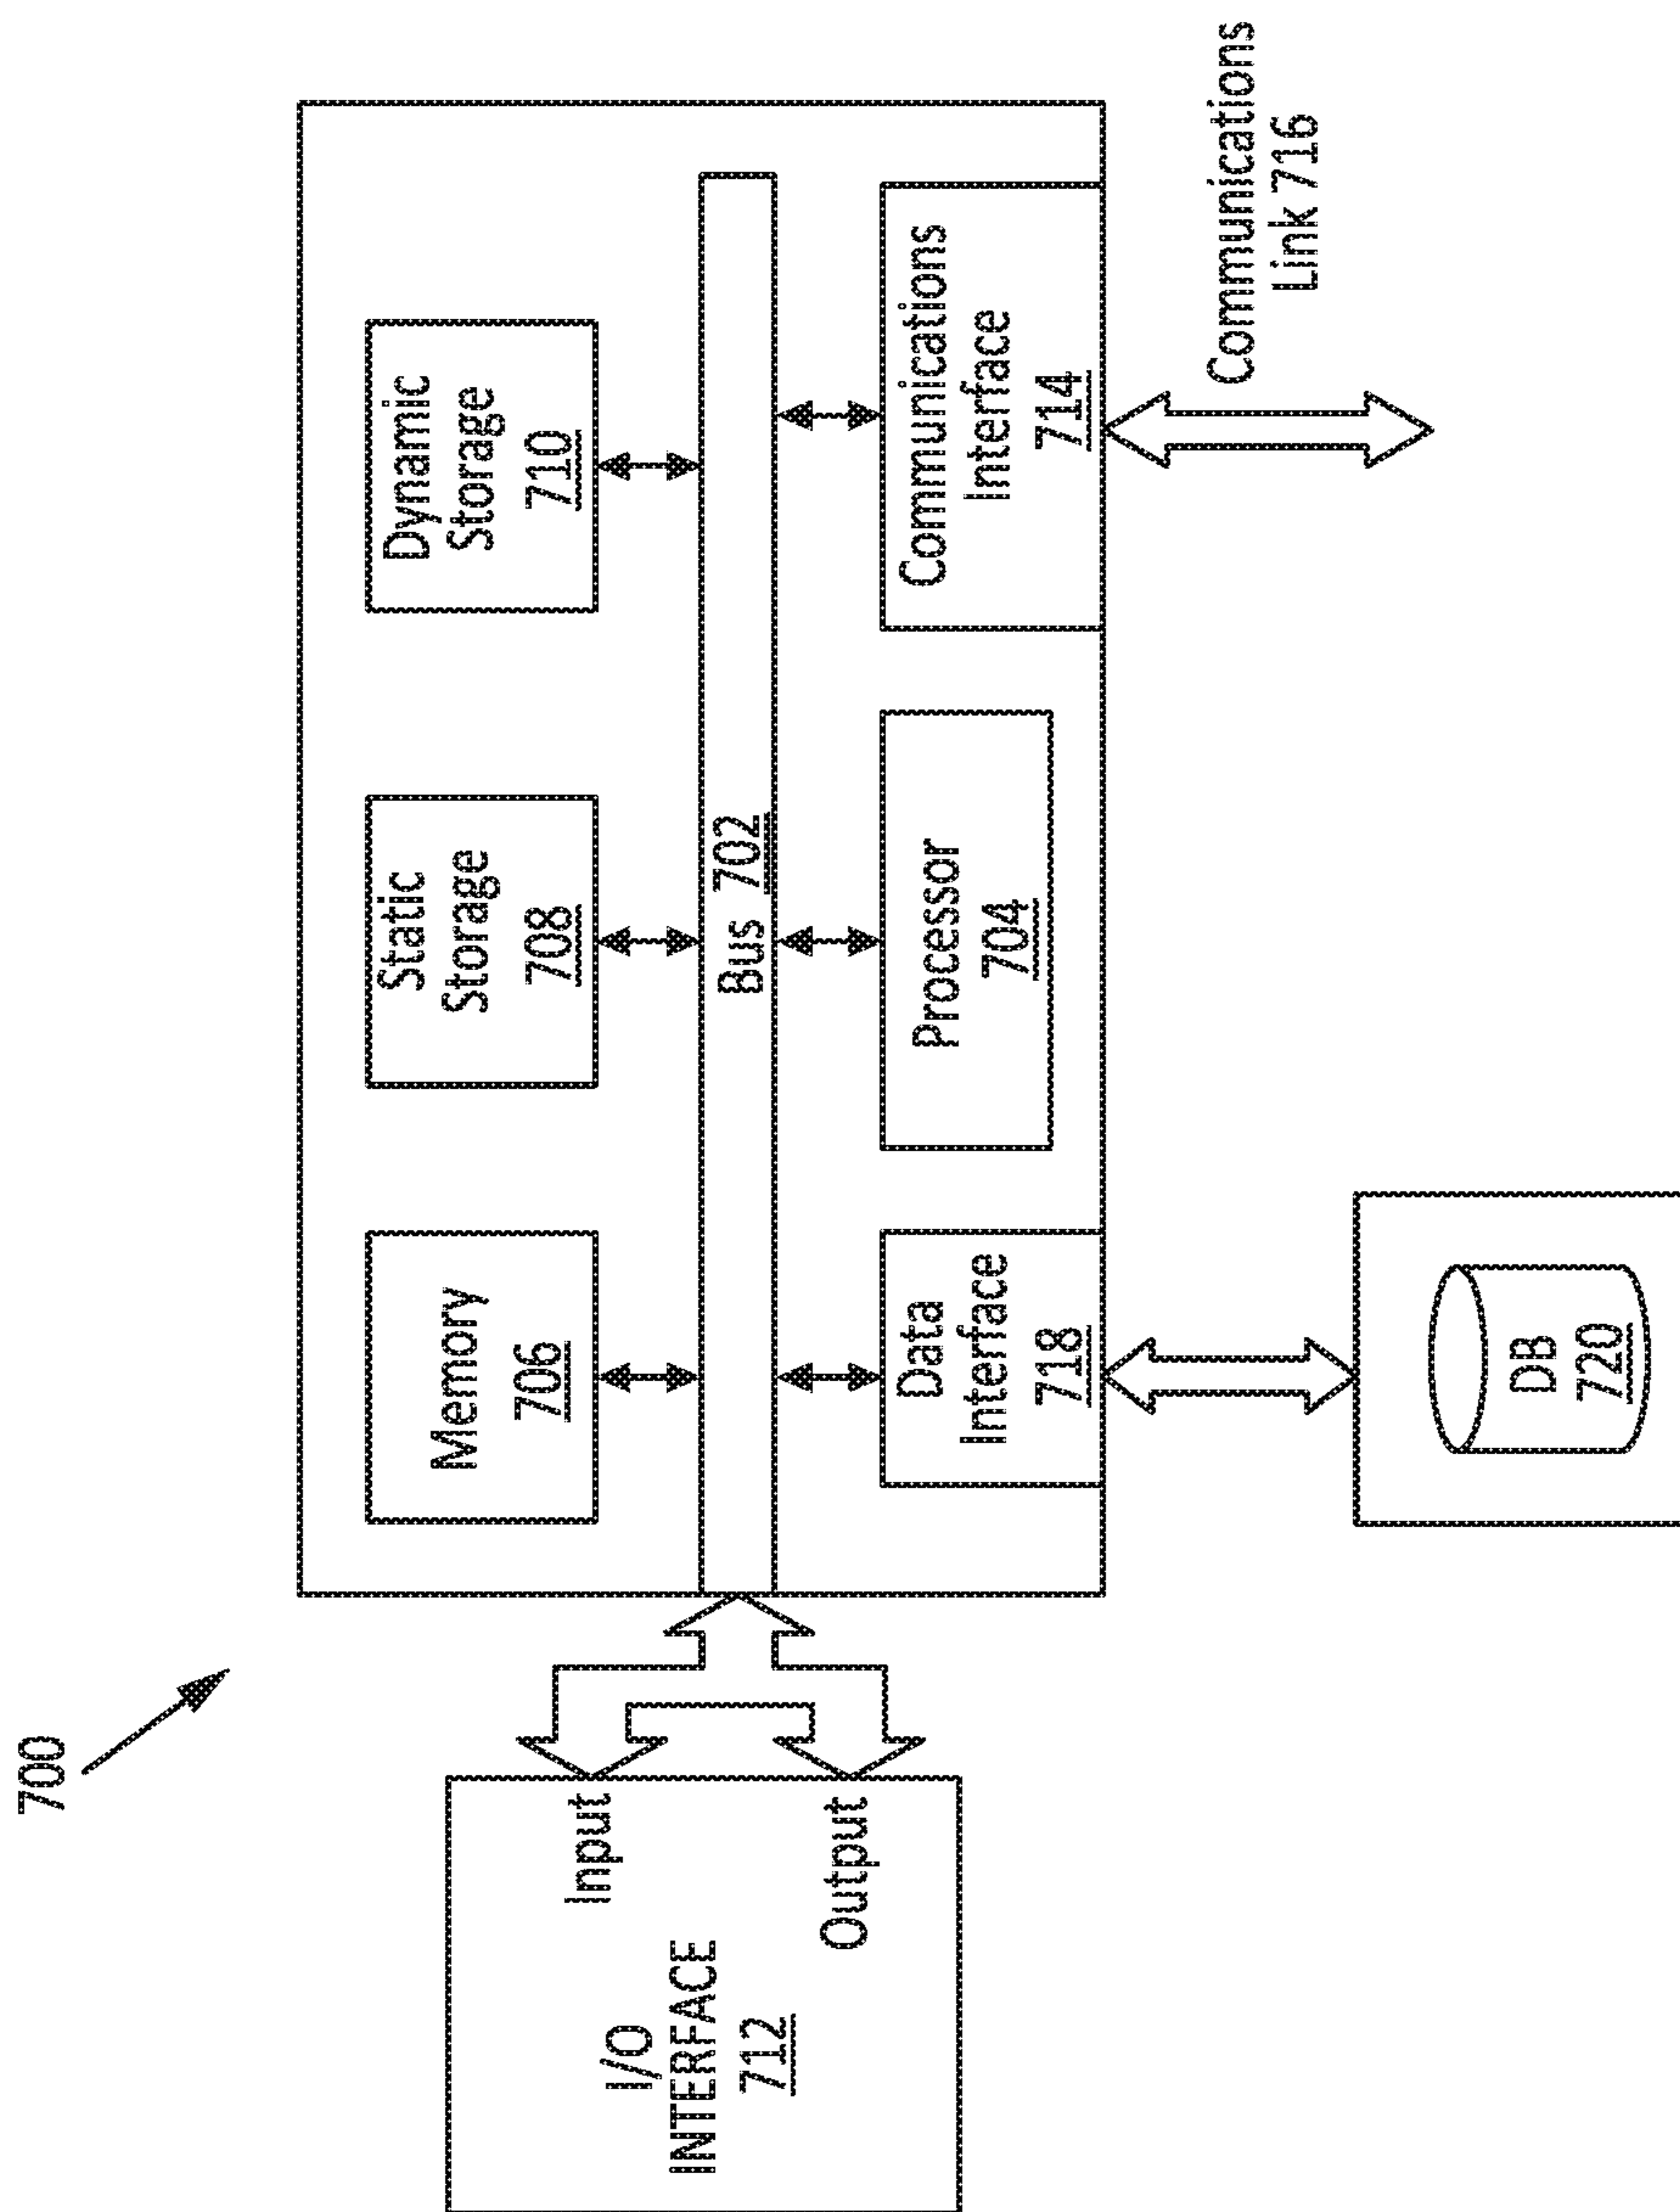 700
Memory
706
Static
Storage
708
Dynamic
Storage
710
Bus 702
I/O
INTERFACE
712
Input
Output
Data
Interface
718
Processor
704
Communications
Interface
714
Communications
Link 716
DB
720